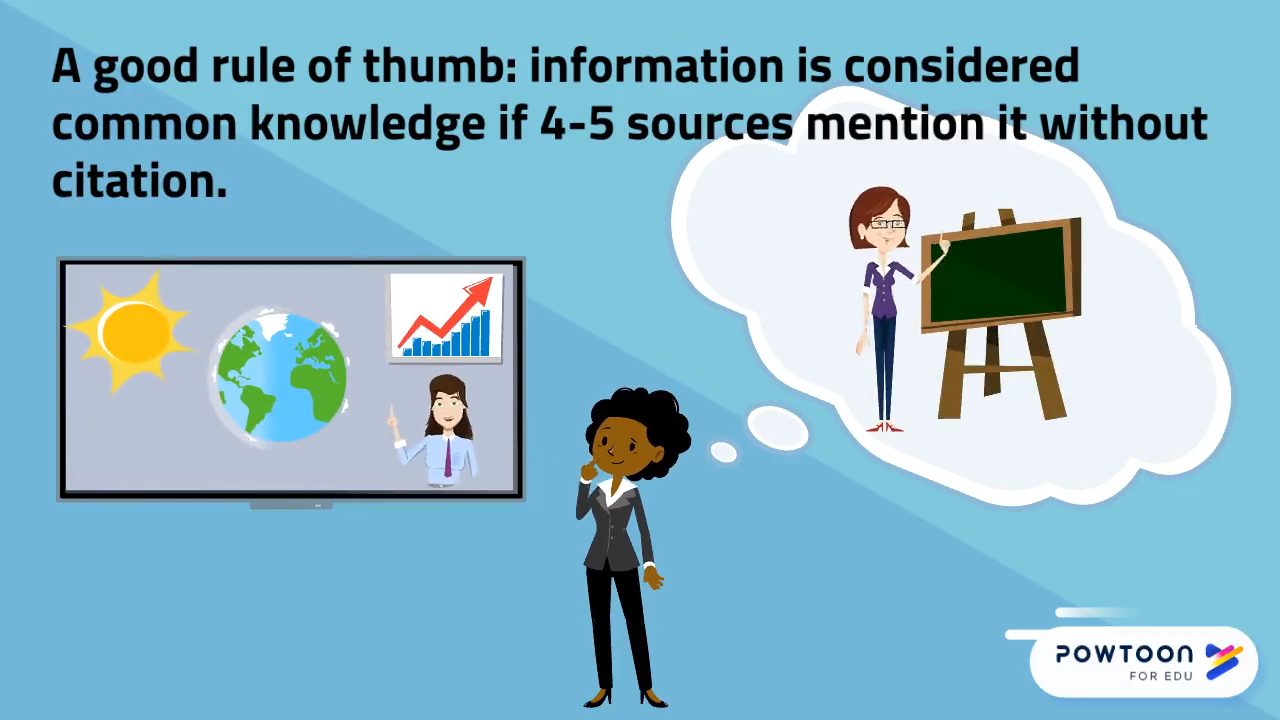 A good rule of thumb: information is considered
common knowledge if 4-5 sources mention it without
citation.
POWTOON
FOR EDU